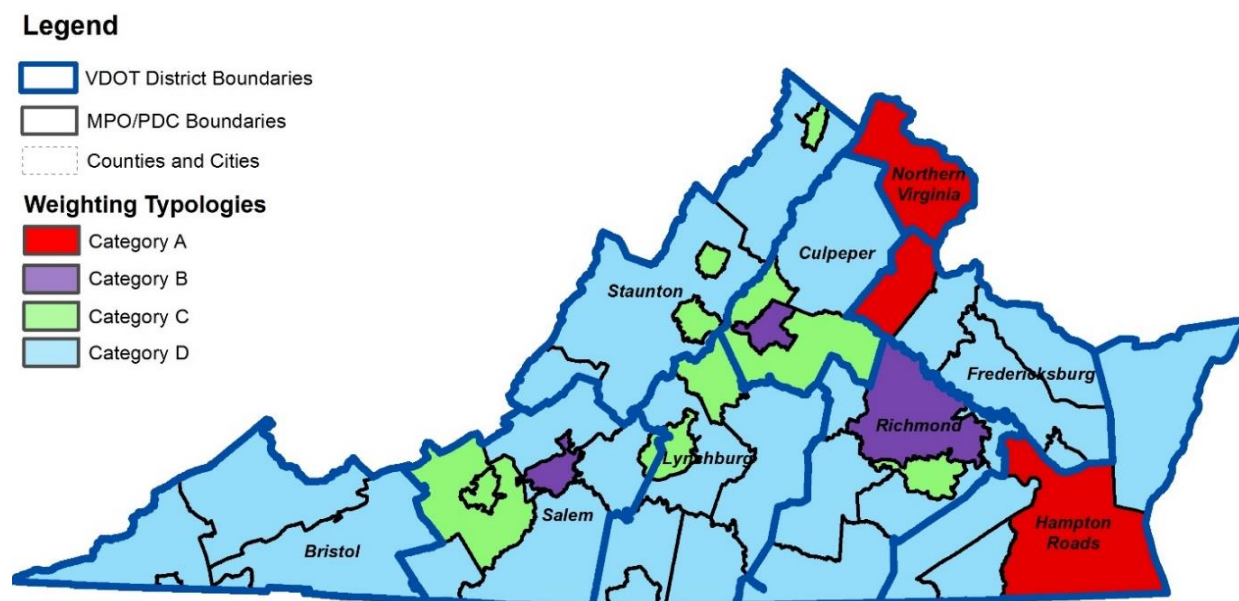 Legend
VDOT District Boundaries
MPO/PDC Boundaries
Counties and Cities
Weighting Typologies
Category A
Category B
Category C
Category D
Northern
Virginia
Culpeper
Staunton
Fredericksburg
Richmond
Lynchburg
Salem
Hampton
Roads
Bristol